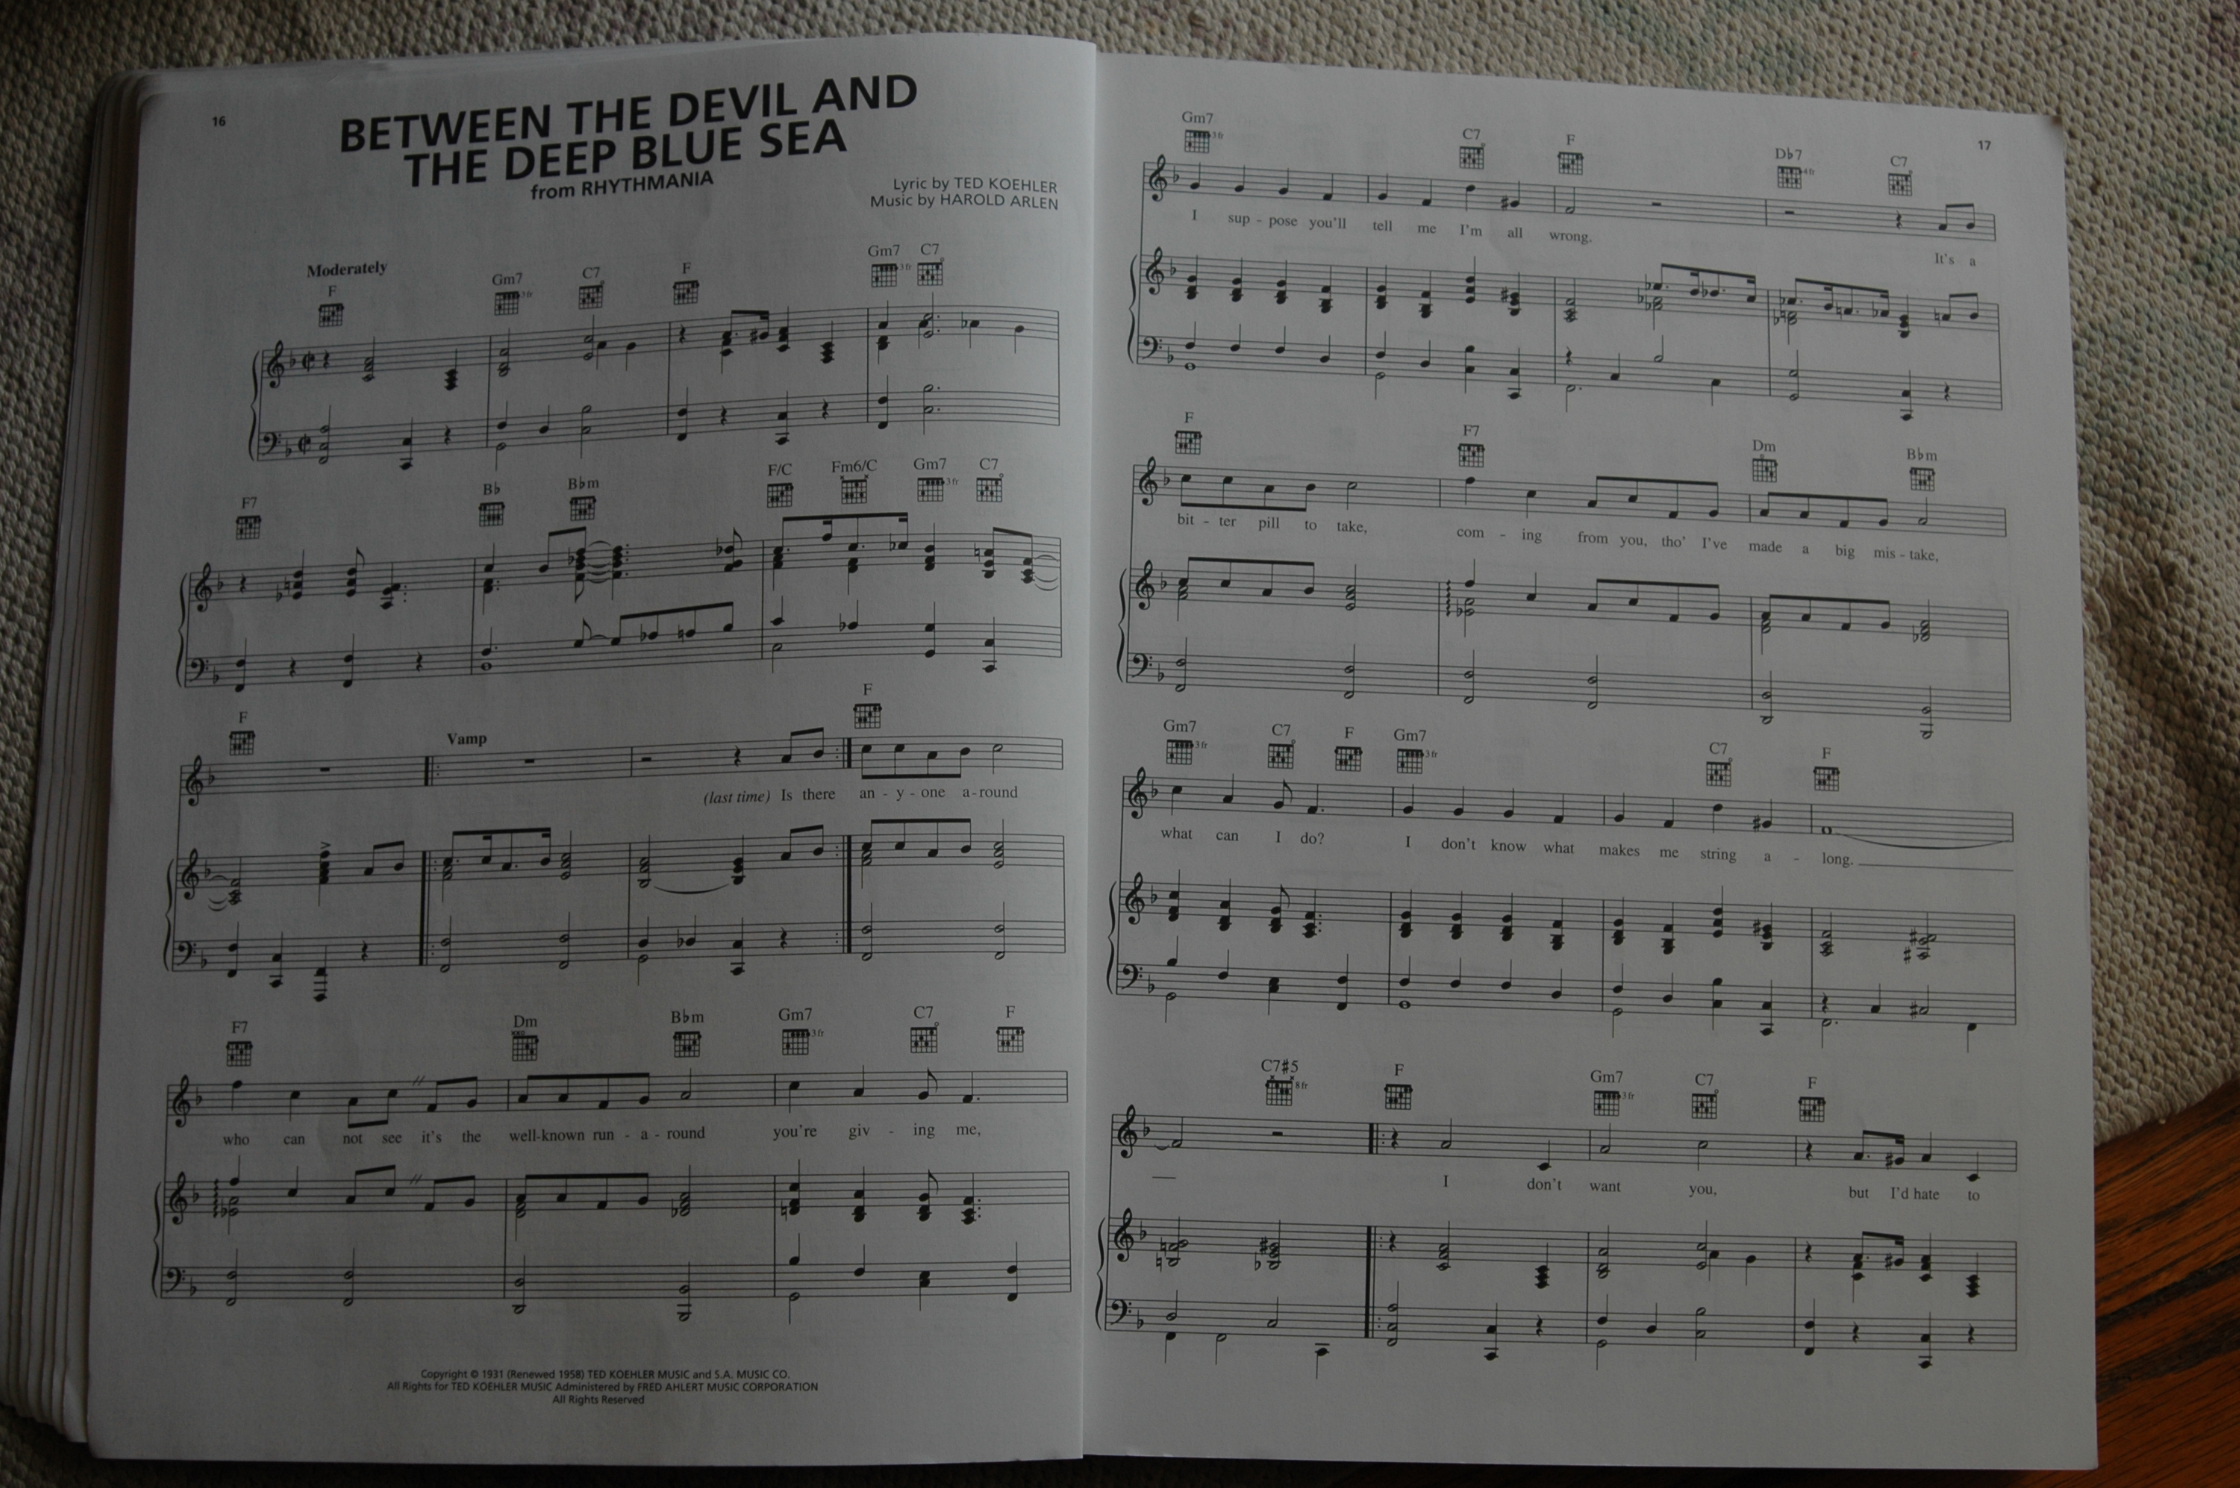 16
BETWEEN THE DEVIL AND
THE DEEP BLUE SEA
from RHYTHMANIA
Lyric by TED KOEHLER
Music by HAROLD ARLEN
Moderately
F Gm7 C7 F Gm7 C7
3fr 3fr
F7 B♭ B♭m F/C Fm6/C Gm7 C7
3fr
F Vamp F
(last time) Is there an - y - one a - round
F7 Dm B♭m Gm7 C7 F
3fr
who can not see it's the well-known run - a - round you're giv - ing me,
Copyright © 1931 (Renewed 1958) TED KOEHLER MUSIC and S.A. MUSIC CO.
All Rights for TED KOEHLER MUSIC Administered by FRED AHLERT MUSIC CORPORATION
All Rights Reserved
17
Gm7 C7 F D♭7 C7
3fr 4fr
I sup - pose you'll tell me I'm all wrong. It's a
F F7 Dm B♭m
bit - ter pill to take, com - ing from you, tho' I've made a big mis - take,
Gm7 C7 F Gm7 C7 F
3fr 3fr
what can I do? I don't know what makes me string a - long.
C7♯5 F Gm7 C7 F
8fr 3fr
I don't want you, but I'd hate to